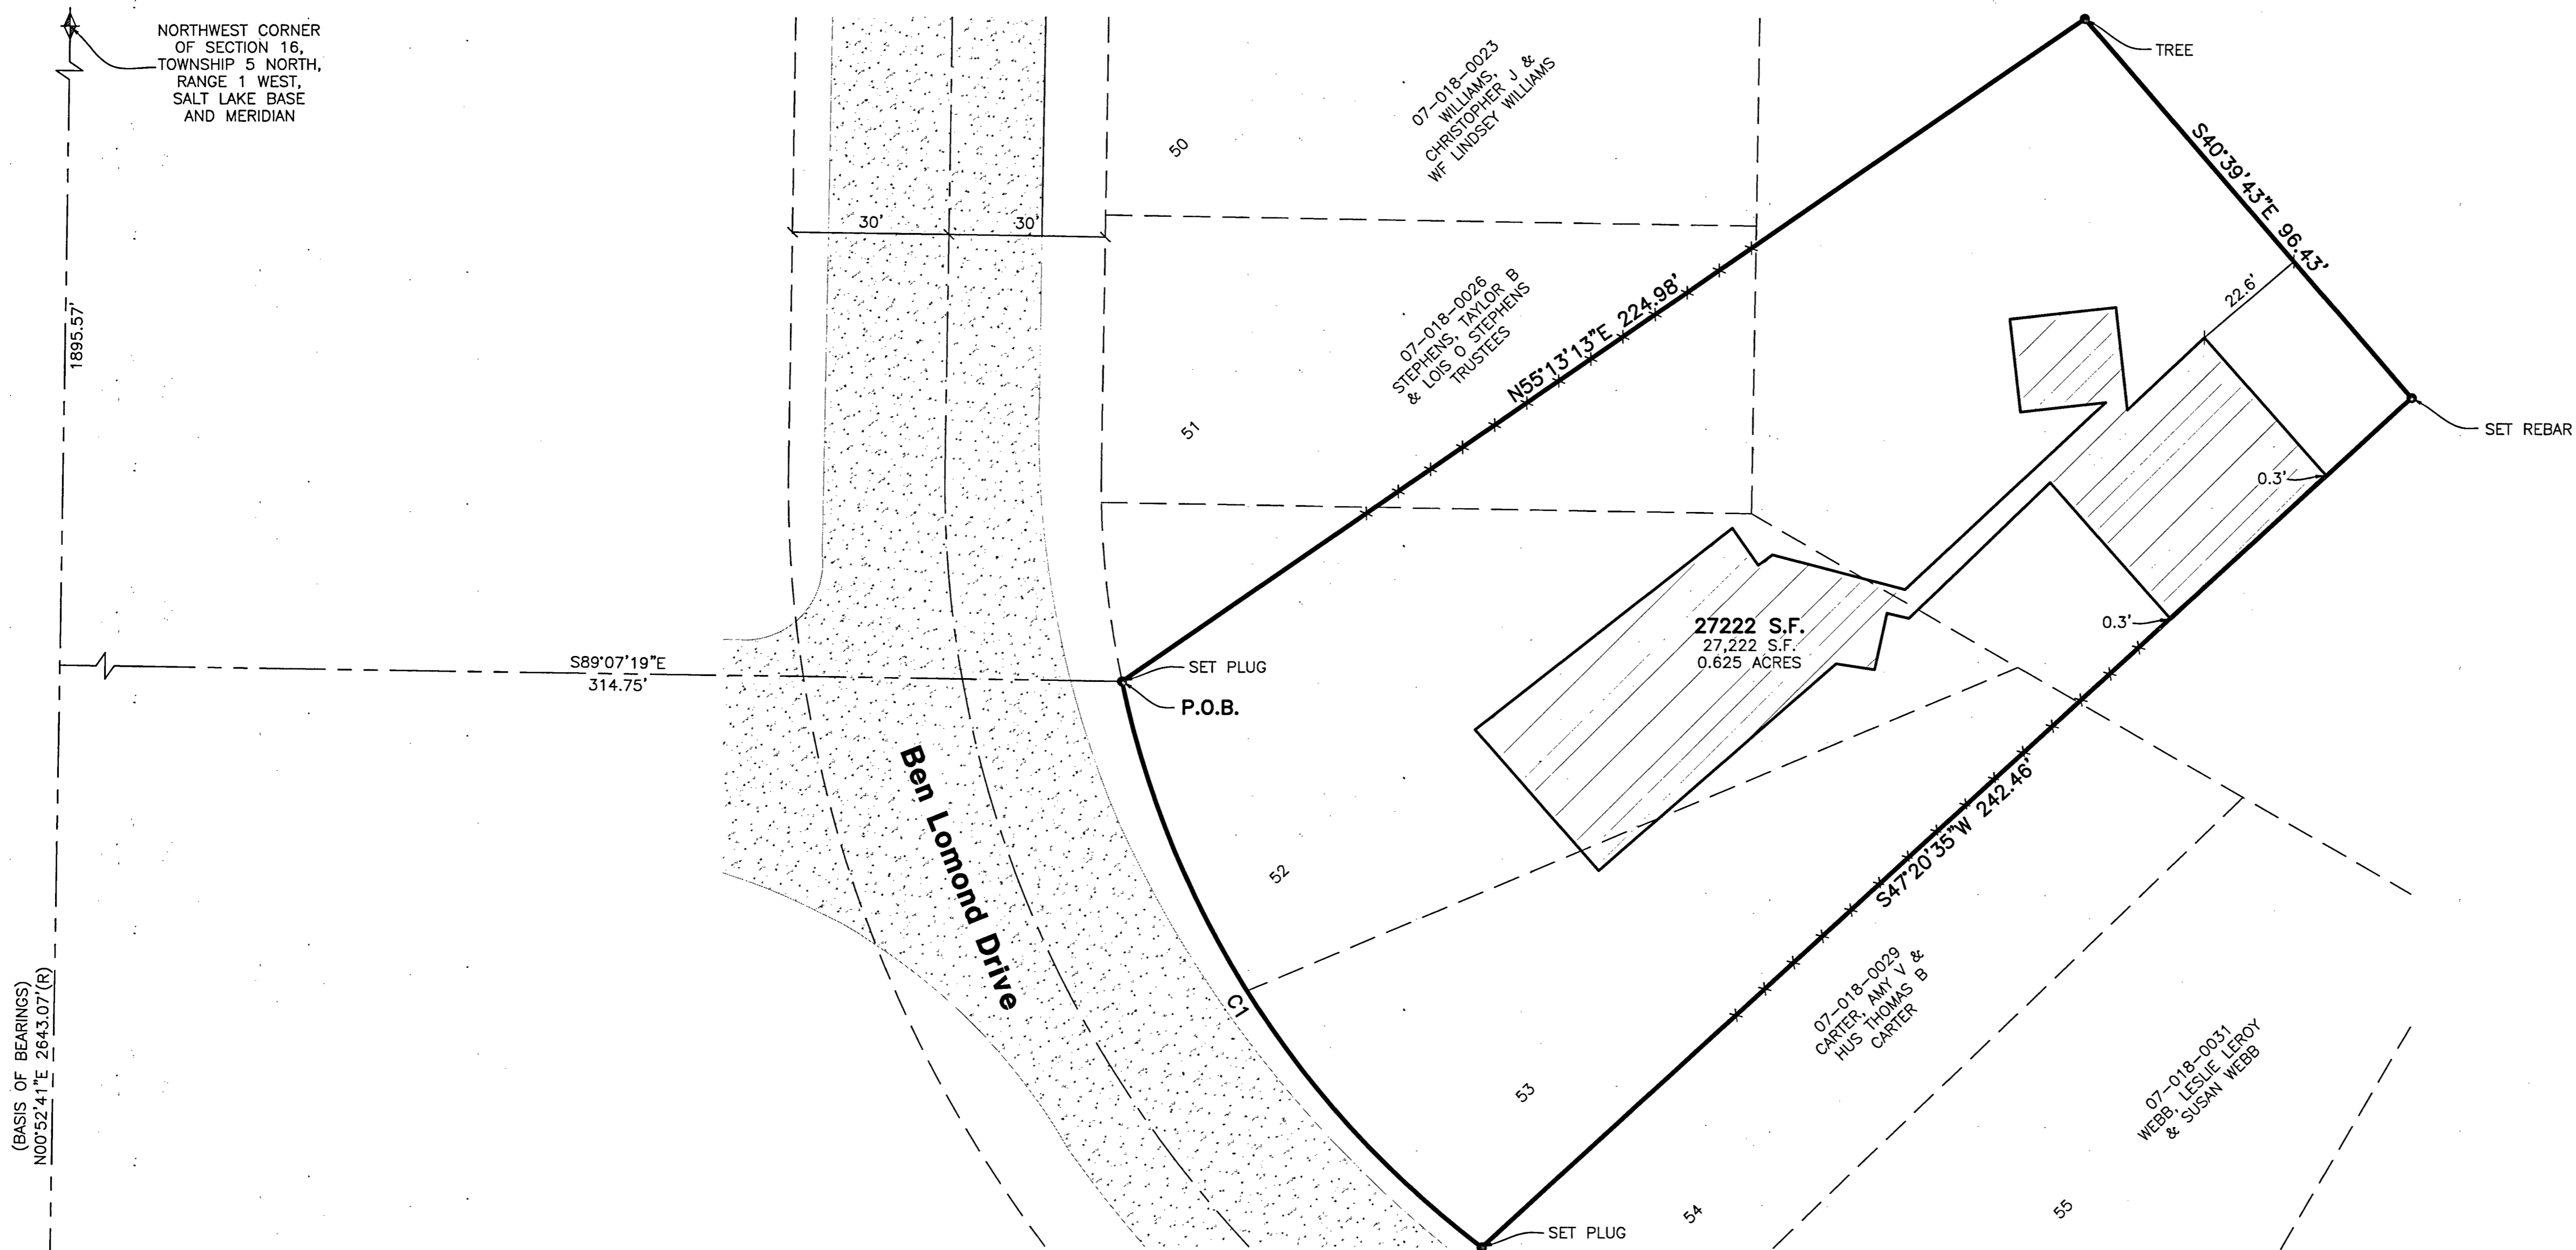 NORTHWEST CORNER
OF SECTION 16,
TOWNSHIP 5 NORTH,
RANGE 1 WEST,
SALT LAKE BASE
AND MERIDIAN
1895.57'
30'
30'
50
07-018-0023
WILLIAMS,
CHRISTOPHER J &
WF LINDSEY WILLIAMS
TREE
S40°39'43"E 96.43'
22.6'
SET REBAR
0.3'
0.3'
07-018-0026
STEPHENS, TAYLOR B
& LOIS O STEPHENS
TRUSTEES
N55°13'13"E 224.98'
51
27222 S.F.
27,222 S.F.
0.625 ACRES
S89°07'19"E
314.75'
SET PLUG
P.O.B.
Ben Lomond Drive
52
C1
S47°20'35"W 242.46'
(BASIS OF BEARINGS)
N00°52'41"E 2643.07'(R)
53
07-018-0029
CARTER, AMY V &
HUS THOMAS B
CARTER
07-018-0031
WEBB, LESLIE LEROY
& SUSAN WEBB
54
55
SET PLUG